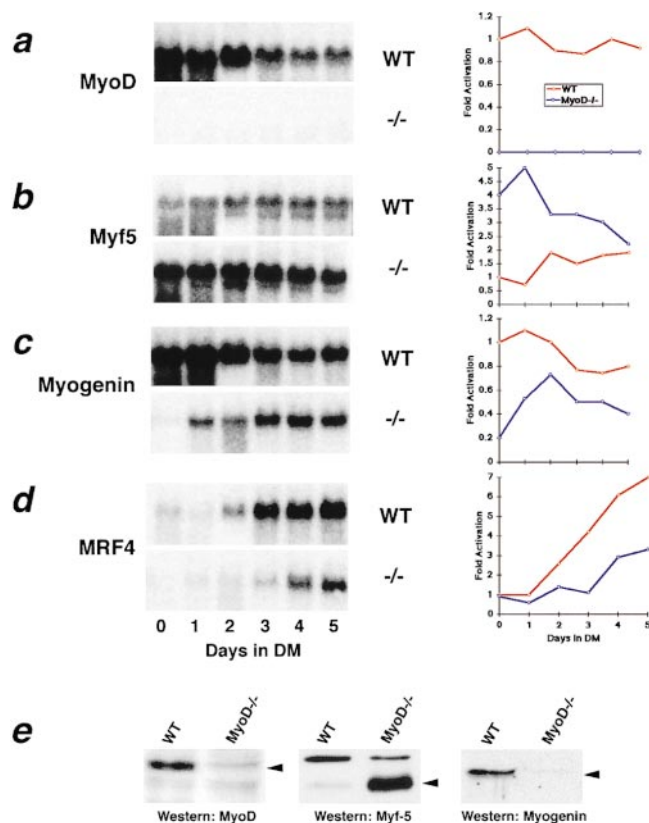 a
MyoD
WT
-/-
Fold Activation
1.2
1
0.8
0.6
0.4
0.2
0
WT
MyoD-/-
b
Myf5
WT
-/-
Fold Activation
5
4.5
4
3.5
3
2.5
2
1.5
1
0.5
0
c
Myogenin
WT
-/-
Fold Activation
1.2
1
0.8
0.6
0.4
0.2
0
d
MRF4
WT
-/-
0 1 2 3 4 5
Days in DM
Fold Activation
7
6
5
4
3
2
1
0
0 1 2 3 4 5
Days in DM
e
WT MyoD-/-
Western: MyoD
WT MyoD-/-
Western: Myf-5
WT MyoD-/-
Western: Myogenin